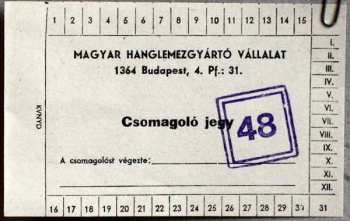 1 2 3 4 5 6 7 8 9 10 11 12 13 14 15
MAGYAR HANGLEMEZGYÁRTÓ VÁLLALAT
1364 Budapest, 4. Pf.: 31.
Csomagoló jegy
48
A csomagolást végezte:
KVNYD
I.
II.
III.
IV.
V.
VI.
VII.
VIII.
IX.
X.
XI.
XII.
16 17 18 19 20 21 22 23 24 25 26 27 28 29 30 31